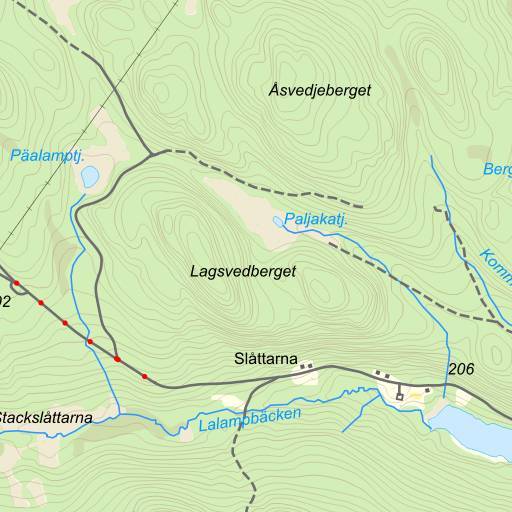 Åsvedjeberget
Päalamptj.
Berg
Paljakatj.
Komm
Lagsvedberget
02
Slåttarna
206
Stackslåttarna
Lalampbäcken